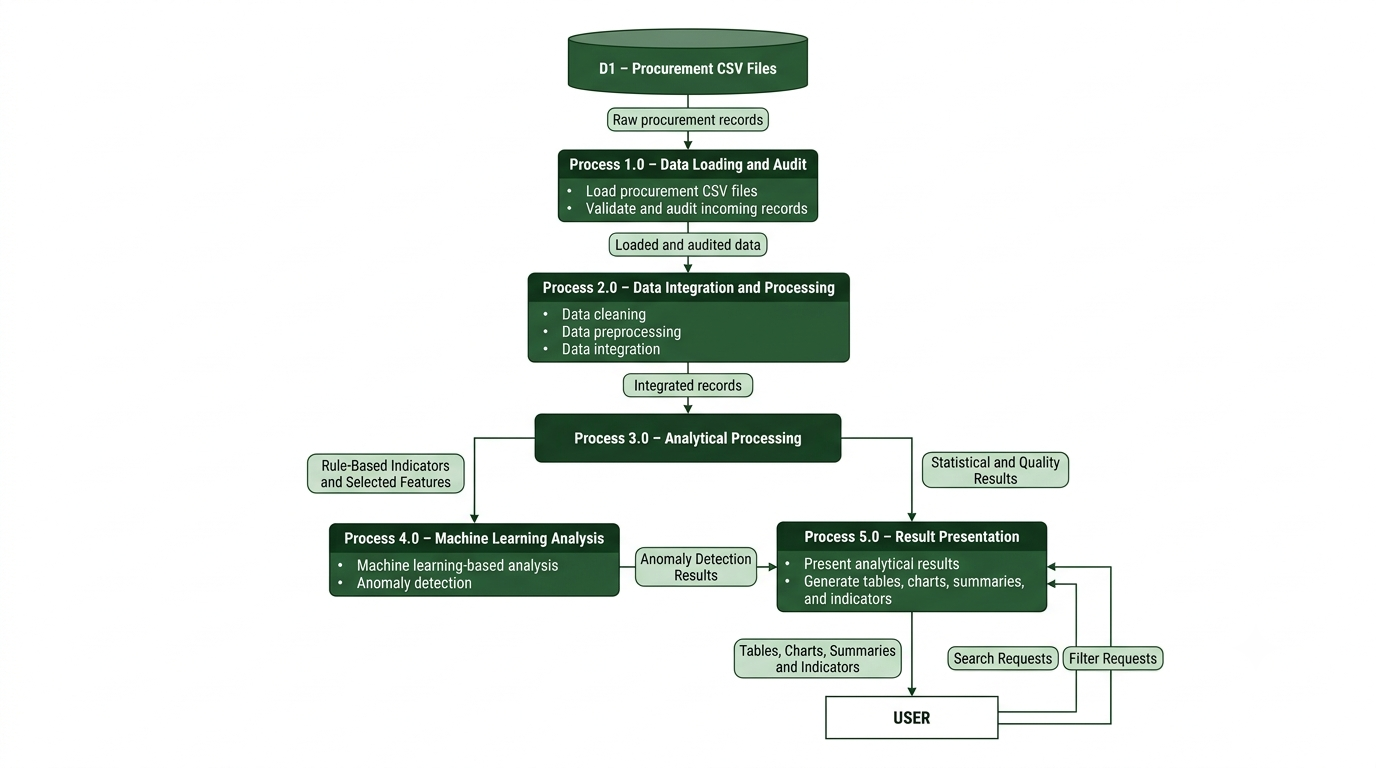 D1 – Procurement CSV Files
Raw procurement records
Process 1.0 – Data Loading and Audit
• Load procurement CSV files
• Validate and audit incoming records
Loaded and audited data
Process 2.0 – Data Integration and Processing
• Data cleaning
• Data preprocessing
• Data integration
Integrated records
Process 3.0 – Analytical Processing
Rule-Based Indicators
and Selected Features
Statistical and Quality
Results
Process 4.0 – Machine Learning Analysis
• Machine learning-based analysis
• Anomaly detection
Anomaly Detection
Results
Process 5.0 – Result Presentation
• Present analytical results
• Generate tables, charts, summaries,
and indicators
Tables, Charts, Summaries
and Indicators
Search Requests
Filter Requests
USER